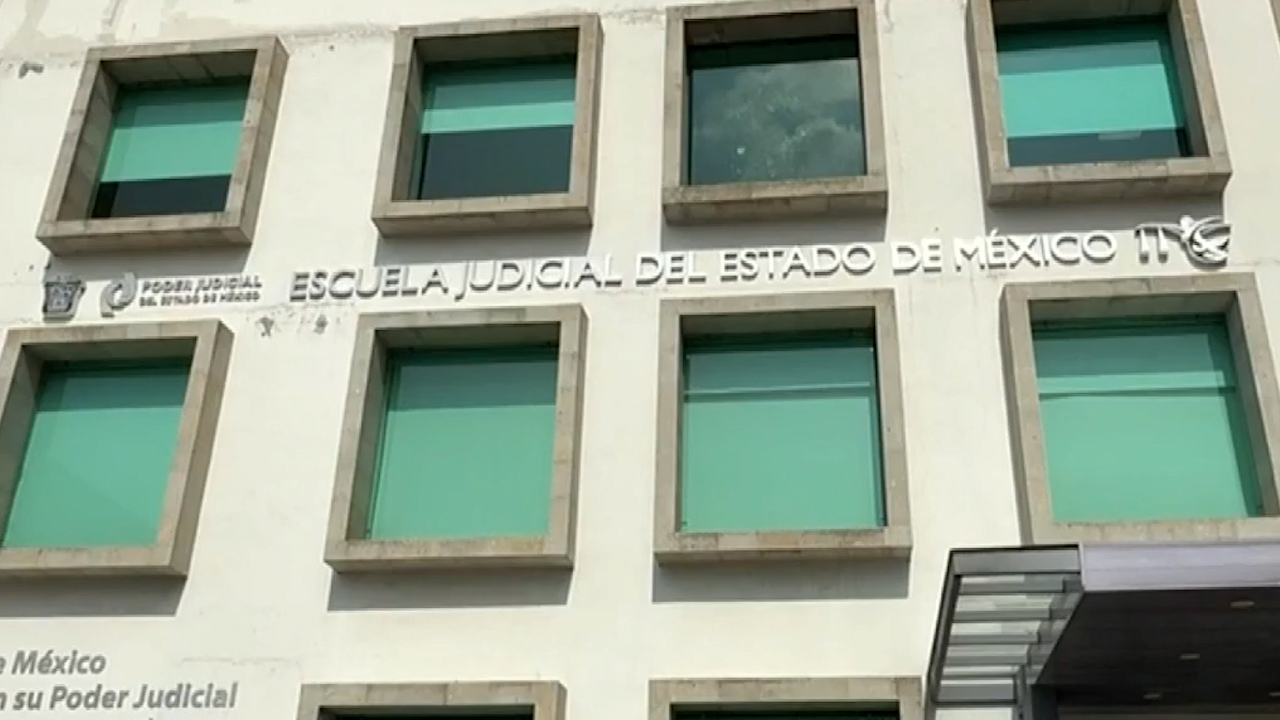 PODER JUDICIAL
DEL ESTADO DE MÉXICO
ESCUELA JUDICIAL DEL ESTADO DE MÉXICO
México
su Poder Judicial